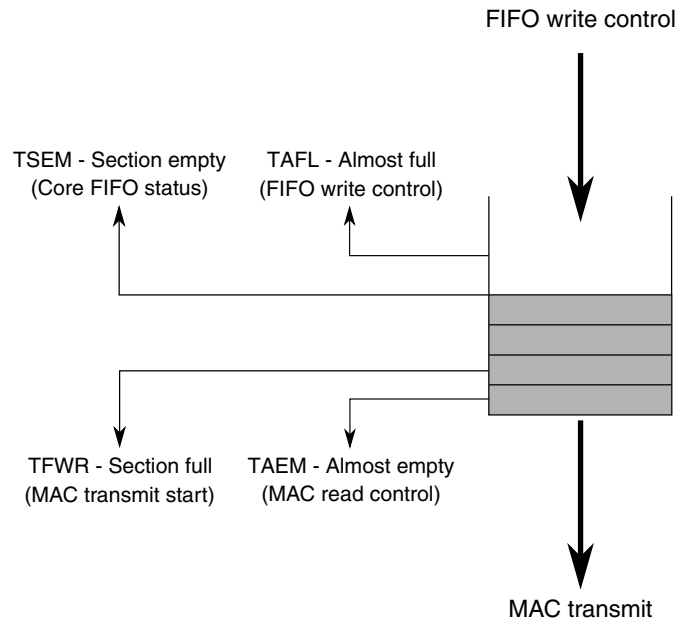 FIFO write control
TSEM - Section empty
(Core FIFO status)
TAFL - Almost full
(FIFO write control)
TFWR - Section full
(MAC transmit start)
TAEM - Almost empty
(MAC read control)
MAC transmit